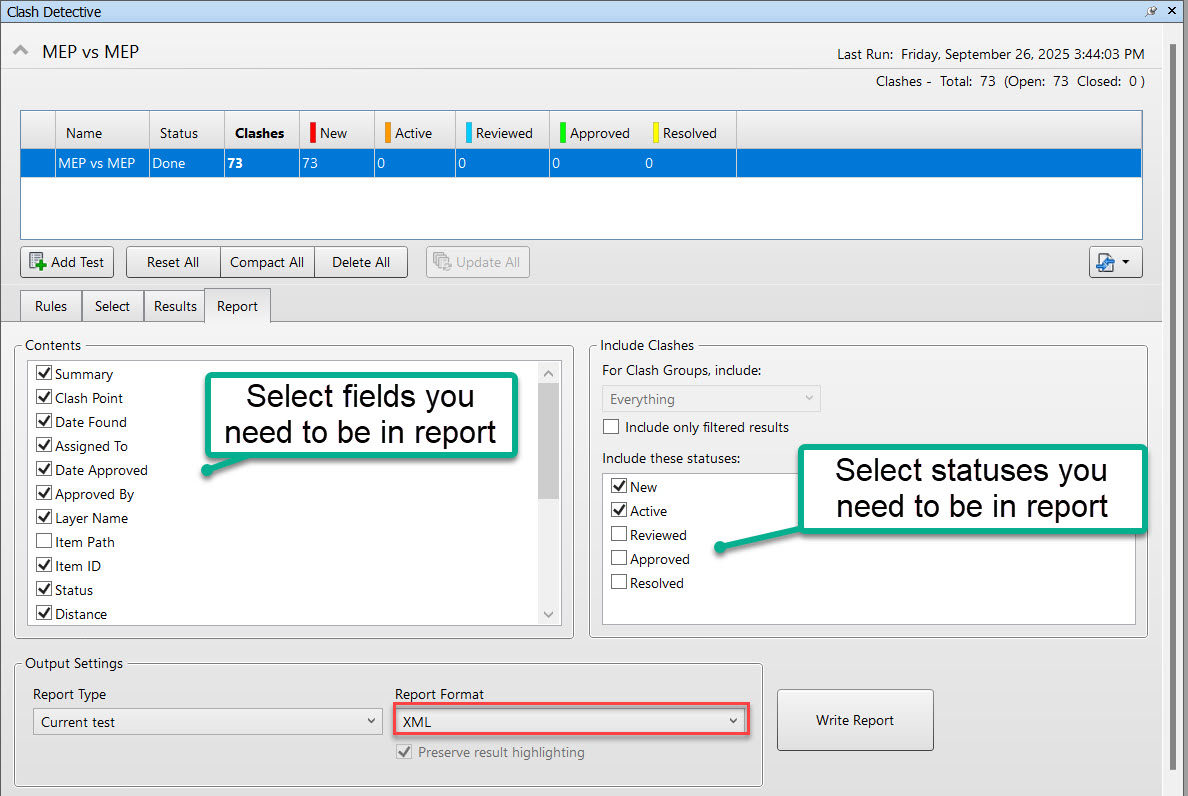 Clash Detective
MEP vs MEP
Last Run: Friday, September 26, 2025 3:44:03 PM
Clashes - Total: 73 (Open: 73 Closed: 0 )
Name Status Clashes New Active Reviewed Approved Resolved
MEP vs MEP Done 73 73 0 0 0 0
Add Test Reset All Compact All Delete All Update All
Rules Select Results Report
Contents
Summary
Clash Point
Date Found
Assigned To
Date Approved
Approved By
Layer Name
Item Path
Item ID
Status
Distance
Select fields you
need to be in report
Include Clashes
For Clash Groups, include:
Everything
Include only filtered results
Include these statuses:
New
Active
Reviewed
Approved
Resolved
Select statuses you
need to be in report
Output Settings
Report Type
Current test
Report Format
XML
Preserve result highlighting
Write Report